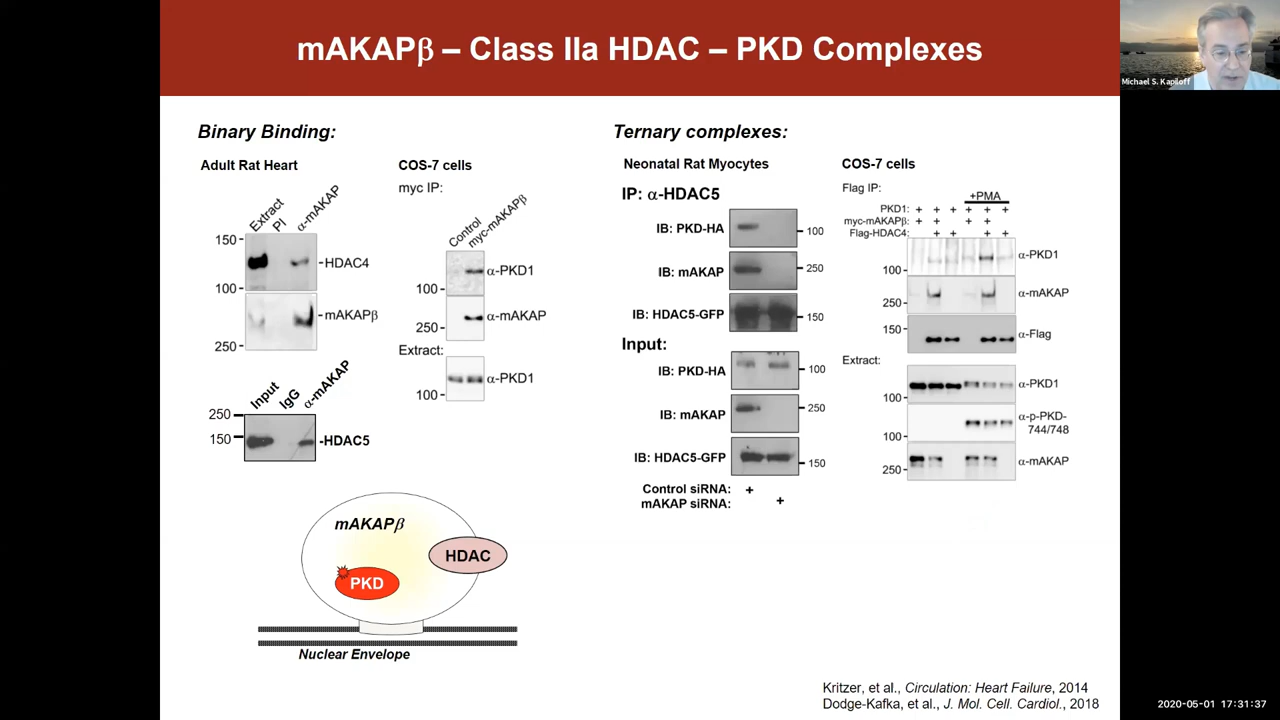 mAKAPβ – Class IIa HDAC – PKD Complexes
Michael S. Kapiloff
Binary Binding:
Adult Rat Heart
Extract
PI
α-mAKAP
150
100
-HDAC4
mAKAPβ
250
Input
IgG
α-mAKAP
250
150
-HDAC5
COS-7 cells
myc IP:
Control
myc-mAKAPβ
α-PKD1
100
α-mAKAP
250
Extract:
α-PKD1
100
Ternary complexes:
Neonatal Rat Myocytes
IP: α-HDAC5
IB: PKD-HA
100
IB: mAKAP
250
IB: HDAC5-GFP
150
Input:
IB: PKD-HA
100
IB: mAKAP
250
IB: HDAC5-GFP
150
Control siRNA: +
mAKAP siRNA: +
COS-7 cells
Flag IP:
+PMA
PKD1: + + + + + +
myc-mAKAPβ: + + + +
Flag-HDAC4: + + + +
α-PKD1
100
α-mAKAP
250
150
α-Flag
Extract:
α-PKD1
100
α-p-PKD-
744/748
100
α-mAKAP
250
mAKAPβ
HDAC
PKD
Nuclear Envelope
Kritzer, et al., Circulation: Heart Failure, 2014
Dodge-Kafka, et al., J. Mol. Cell. Cardiol., 2018
2020-05-01 17:31:37